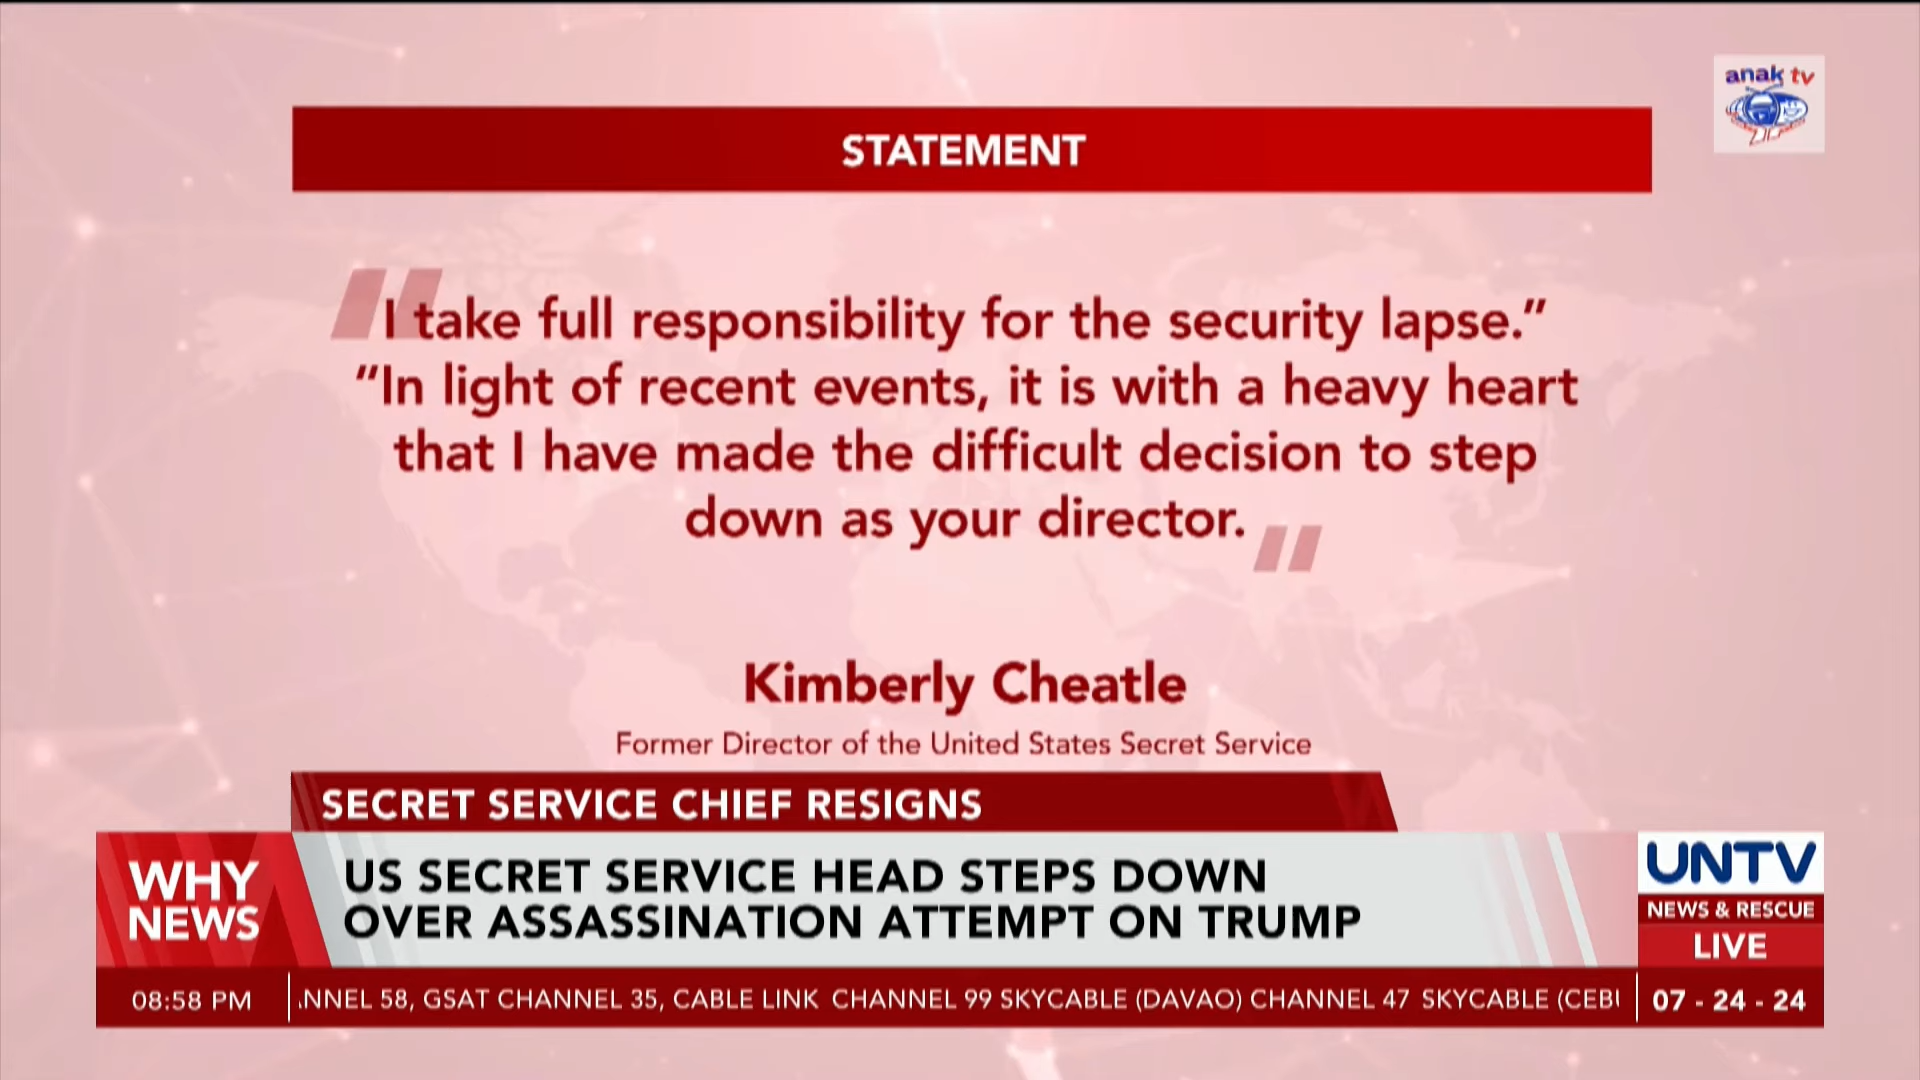 anak tv
STATEMENT
"I take full responsibility for the security lapse.”
“In light of recent events, it is with a heavy heart
that I have made the difficult decision to step
down as your director."
Kimberly Cheatle
Former Director of the United States Secret Service
SECRET SERVICE CHIEF RESIGNS
WHY
NEWS
US SECRET SERVICE HEAD STEPS DOWN
OVER ASSASSINATION ATTEMPT ON TRUMP
UNTV
NEWS & RESCUE
LIVE
08:58 PM
NNEL 58, GSAT CHANNEL 35, CABLE LINK CHANNEL 99 SKYCABLE (DAVAO) CHANNEL 47 SKYCABLE (CEB
07 - 24 - 24